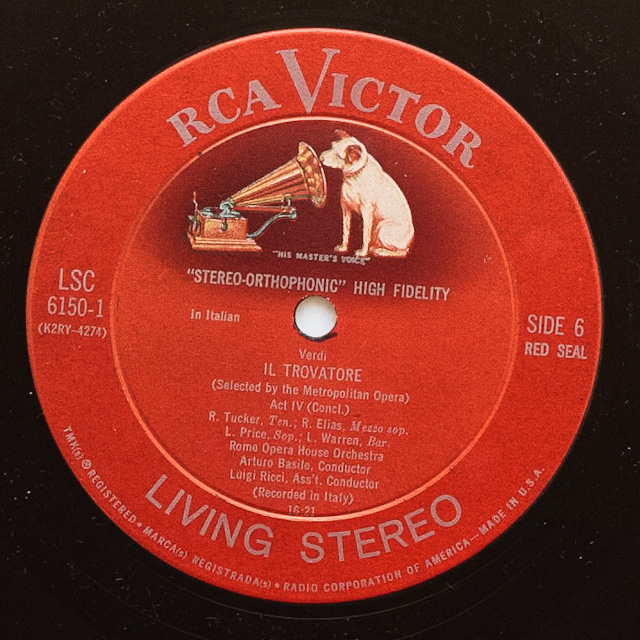 RCA VICTOR
"HIS MASTER'S VOICE"
"STEREO-ORTHOPHONIC" HIGH FIDELITY
LSC
6150-1
(K2RY-4274)
In Italian
SIDE 6
RED SEAL
Verdi
IL TROVATORE
(Selected by the Metropolitan Opera)
Act IV (Concl.)
R. Tucker, Ten.; R. Elias, Mezzo sop.
L. Price, Sop.; L. Warren, Bar.
Rome Opera House Orchestra
Arturo Basile, Conductor
Luigi Ricci, Ass't. Conductor
(Recorded in Italy)
16-21
LIVING STEREO
TMK(s) ® REGISTERED • MARCA(s) REGISTRADA(s) • RADIO CORPORATION OF AMERICA—MADE IN U.S.A.